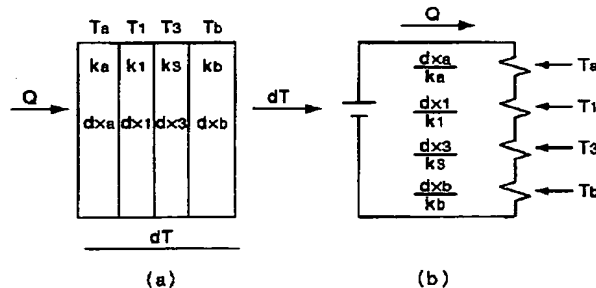 Ta T1 T3 Tb
ka k1 k3 kb
Q
dxa dx1 dx3 dxb
dT
dT
(a)
Q
dxa
ka
Ta
dx1
k1
T1
dx3
k3
T3
dxb
kb
Tb
(b)